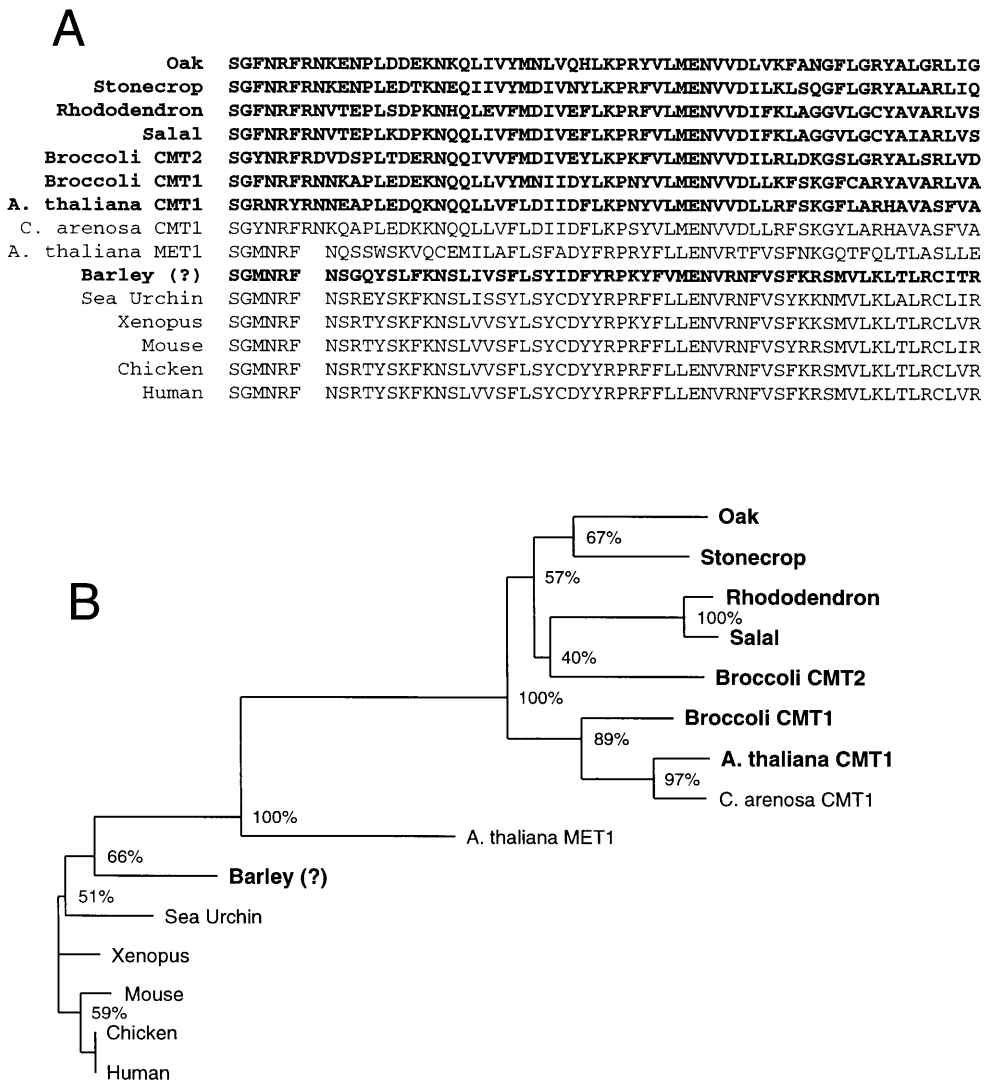 A
Oak SGFNRFRNKENPLDDEKNKQLIVYMNLVQHLKPRYVLMENVVDLVKFANGFLGRYALGRLIG
Stonecrop SGFNRFRNKENPLEDTKNEQIIVYMDIVNYLKPRFVLMENVVDILKLSQGFLGRYALARLIQ
Rhododendron SGFNRFRNVTEPLSDPKNHQLEVFMDIVEFLKPRFVLMENVVDIFKLAGGVLGCYAVARLVS
Salal SGFNRFRNVTEPLKDPKNQQLIVFMDIVEFLKPRFVLMENVVDIFKLAGGVLGCYAIARLVS
Broccoli CMT2 SGYNRFRDVDSPLTDERNQQIVVFMDIVEYLKPKFVLMENVVDILRLDKGSLGRYALSRLVD
Broccoli CMT1 SGFNRFRNNKAPLEDEKNQQLLVYMNIIDYLKPNYVLMENVVDLLKFSKGFCARYAVARLVA
A. thaliana CMT1 SGRNRYRNNEAPLEDQKNQQLLVFLDIIDFLKPNYVLMENVVDLLRFSKGFLARHAVASFVA
C. arenosa CMT1 SGYNRFRNKQAPLEDKKNQQLLVFLDIIDFLKPSYVLMENVVDLLRFSKGYLARHAVASFVA
A. thaliana MET1 SGMNRF NQSSWSKVQCEMILAFLSFADYFRPRYFLLENVRTFVSFNKGQTFQLTLASLLE
Barley (?) SGMNRF NSGQYSLFKNSLIVSFLSYIDFYRPKYFVMENVRNFVSFKRSMVLKLTLRCITR
Sea Urchin SGMNRF NSREYSKFKNSLISSYLSYCDYYRPRFFLLENVRNFVSYKKNMVLKLALRCLIR
Xenopus SGMNRF NSRTYSKFKNSLVVSYLSYCDYYRPKYFLLENVRNFVSFKKSMVLKLTLRCLVR
Mouse SGMNRF NSRTYSKFKNSLVVSFLSYCDYYRPRFFLLENVRNFVSYRRSMVLKLTLRCLIR
Chicken SGMNRF NSRTYSKFKNSLVVSFLSYCDYYRPRFFLLENVRNFVSFKRSMVLKLTLRCLVR
Human SGMNRF NSRTYSKFKNSLVVSFLSYCDYYRPRFFLLENVRNFVSFKRSMVLKLTLRCLVR
B
Oak
67%
Stonecrop
57%
Rhododendron
100%
Salal
40%
Broccoli CMT2
100%
Broccoli CMT1
89%
A. thaliana CMT1
97%
C. arenosa CMT1
100%
A. thaliana MET1
66%
Barley (?)
51%
Sea Urchin
Xenopus
Mouse
59%
Chicken
Human